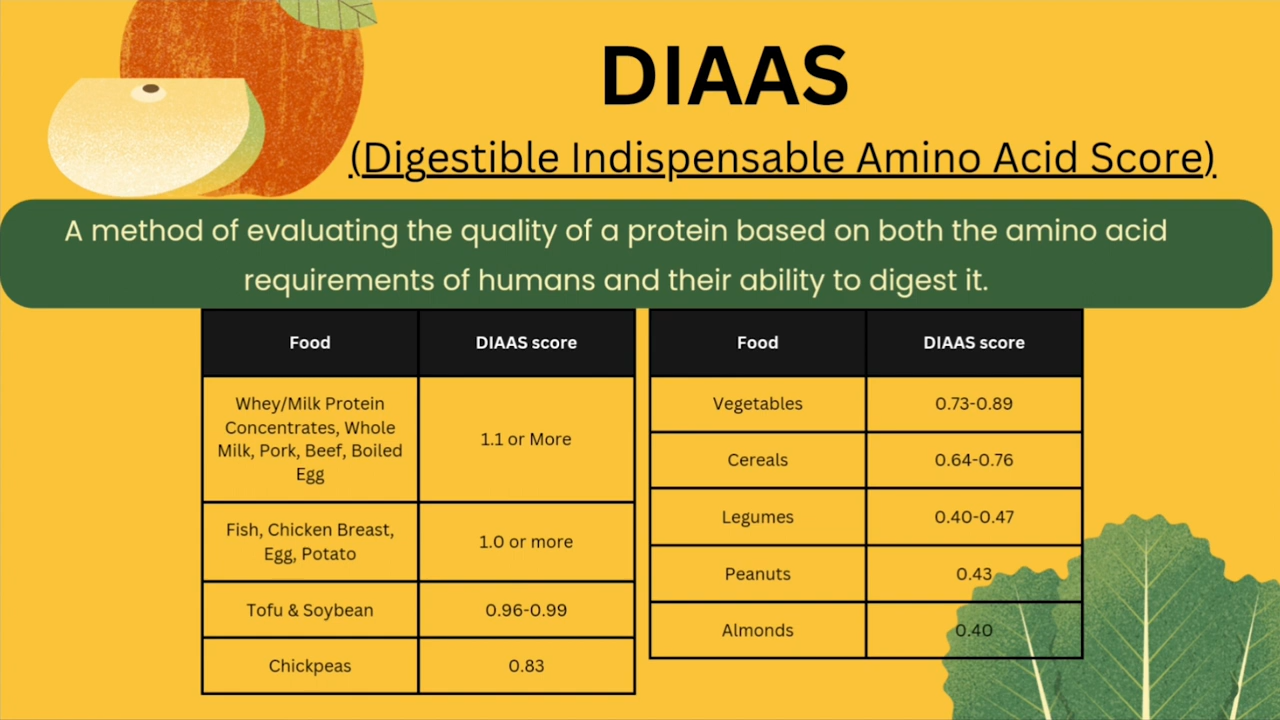 DIAAS
(Digestible Indispensable Amino Acid Score)
A method of evaluating the quality of a protein based on both the amino acid
requirements of humans and their ability to digest it.
Food DIAAS score
Whey/Milk Protein
Concentrates, Whole
Milk, Pork, Beef, Boiled
Egg
1.1 or More
Fish, Chicken Breast,
Egg, Potato
1.0 or more
Tofu & Soybean 0.96-0.99
Chickpeas 0.83
Food DIAAS score
Vegetables 0.73-0.89
Cereals 0.64-0.76
Legumes 0.40-0.47
Peanuts 0.43
Almonds 0.40